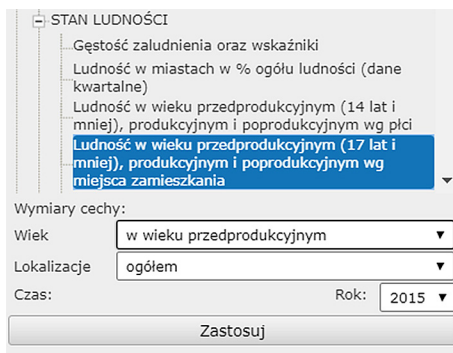 STAN LUDNOŚCI
Gęstość zaludnienia oraz wskaźniki
Ludność w miastach w % ogółu ludności (dane
kwartalne)
Ludność w wieku przedprodukcyjnym (14 lat i
mniej), produkcyjnym i poprodukcyjnym wg płci
Ludność w wieku przedprodukcyjnym (17 lat i
mniej), produkcyjnym i poprodukcyjnym wg
miejsca zamieszkania
Wymiary cechy:
Wiek w wieku przedprodukcyjnym
Lokalizacje ogółem
Czas: Rok: 2015
Zastosuj